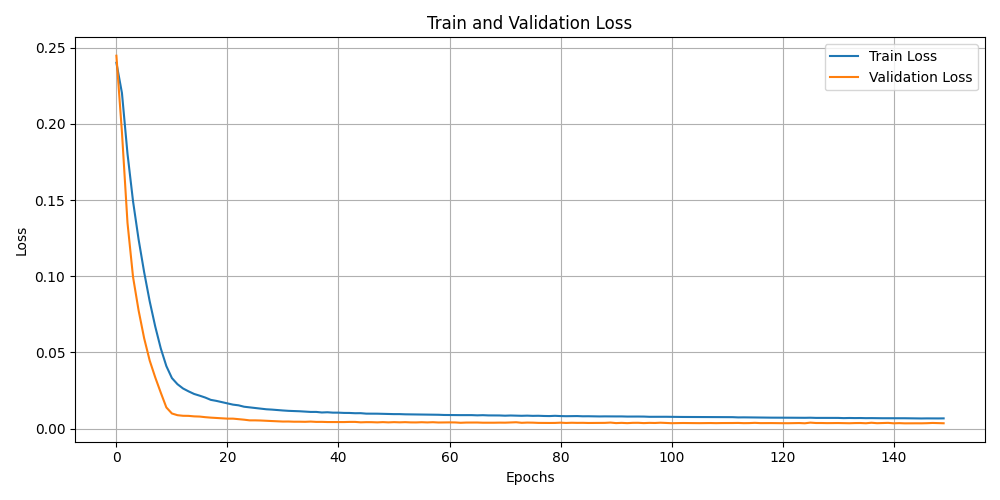 Train and Validation Loss
Train Loss
Validation Loss
Loss
0.25
0.20
0.15
0.10
0.05
0.00
0 20 40 60 80 100 120 140
Epochs